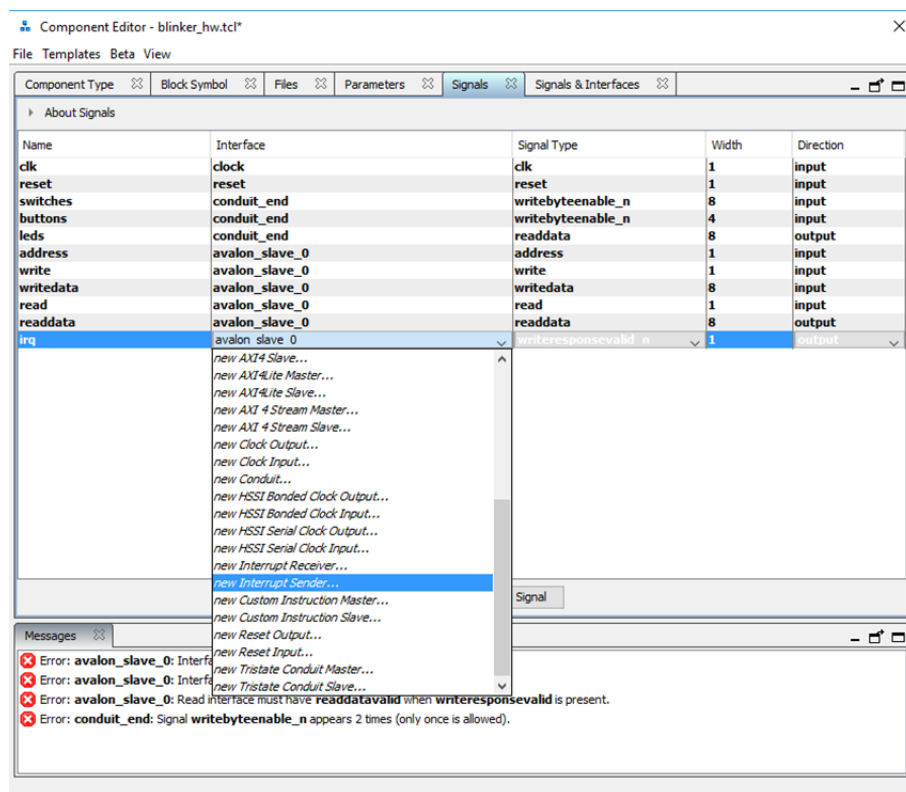 Component Editor - blinker_hw.tcl*
File Templates Beta View
Component Type Block Symbol Files Parameters Signals Signals & Interfaces
About Signals
Name Interface Signal Type Width Direction
clk clock clk 1 input
reset reset reset 1 input
switches conduit_end writebyteenable_n 8 input
buttons conduit_end writebyteenable_n 4 input
leds conduit_end readdata 8 output
address avalon_slave_0 address 1 input
write avalon_slave_0 write 1 input
writedata avalon_slave_0 writedata 8 input
read avalon_slave_0 read 1 input
readdata avalon_slave_0 readdata 8 output
irq avalon_slave_0 writeresponsevalid_n 1 output
new AXI4 Slave...
new AXI4Lite Master...
new AXI4Lite Slave...
new AXI 4 Stream Master...
new AXI 4 Stream Slave...
new Clock Output...
new Clock Input...
new Conduit...
new HSSI Bonded Clock Output...
new HSSI Bonded Clock Input...
new HSSI Serial Clock Output...
new HSSI Serial Clock Input...
new Interrupt Receiver...
new Interrupt Sender...
new Custom Instruction Master...
Signal
new Custom Instruction Slave...
new Reset Output...
new Reset Input...
new Tristate Conduit Master...
new Tristate Conduit Slave...
Messages
Error: avalon_slave_0: Interfa
Error: avalon_slave_0: Interfa
Error: avalon_slave_0: Read interface must have readdatavalid when writeresponsevalid is present.
Error: conduit_end: Signal writebyteenable_n appears 2 times (only once is allowed).